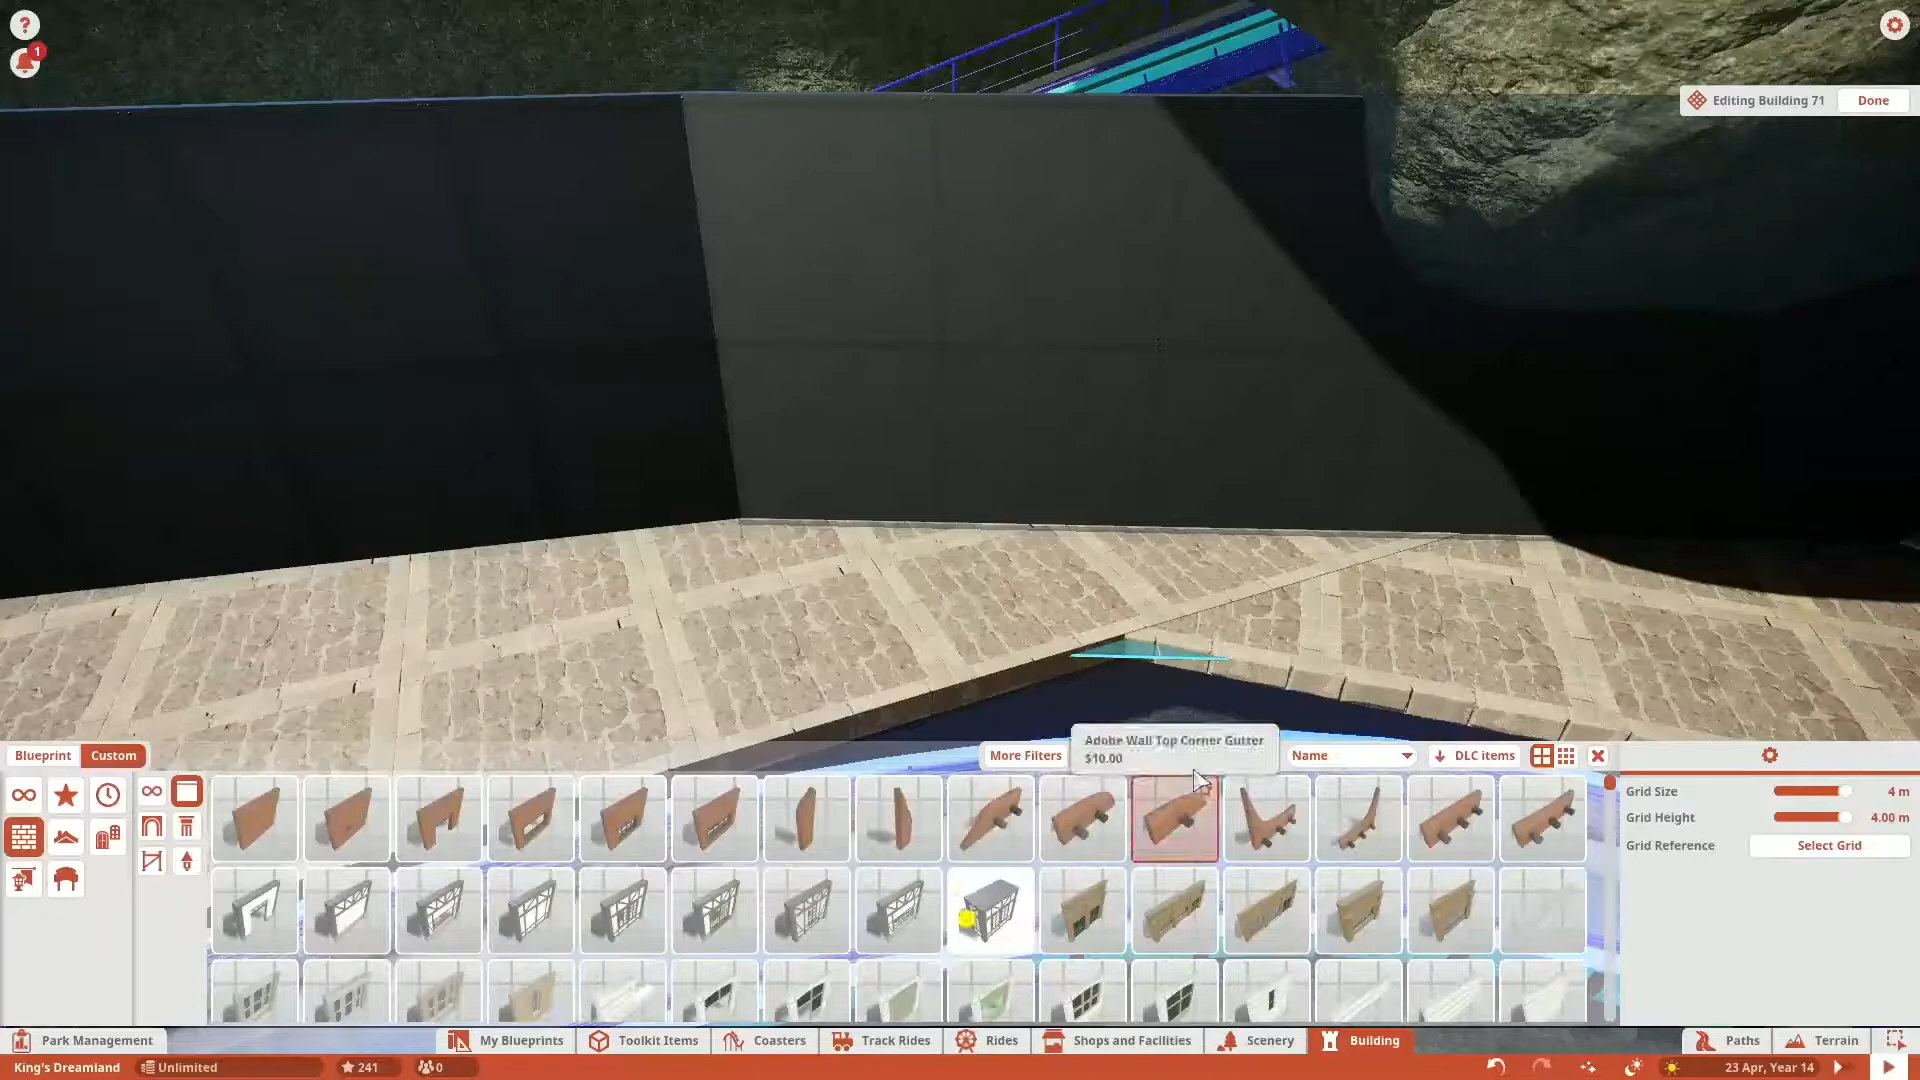 ?
1
Editing Building 71
Done
Blueprint
Custom
More Filters
Adobe Wall Top Corner Gutter
$10.00
Name
DLC items
Grid Size
4 m
Grid Height
4.00 m
Grid Reference
Select Grid
Park Management
My Blueprints
Toolkit Items
Coasters
Track Rides
Rides
Shops and Facilities
Scenery
Building
Paths
Terrain
King's Dreamland
Unlimited
241
0
23 Apr, Year 14